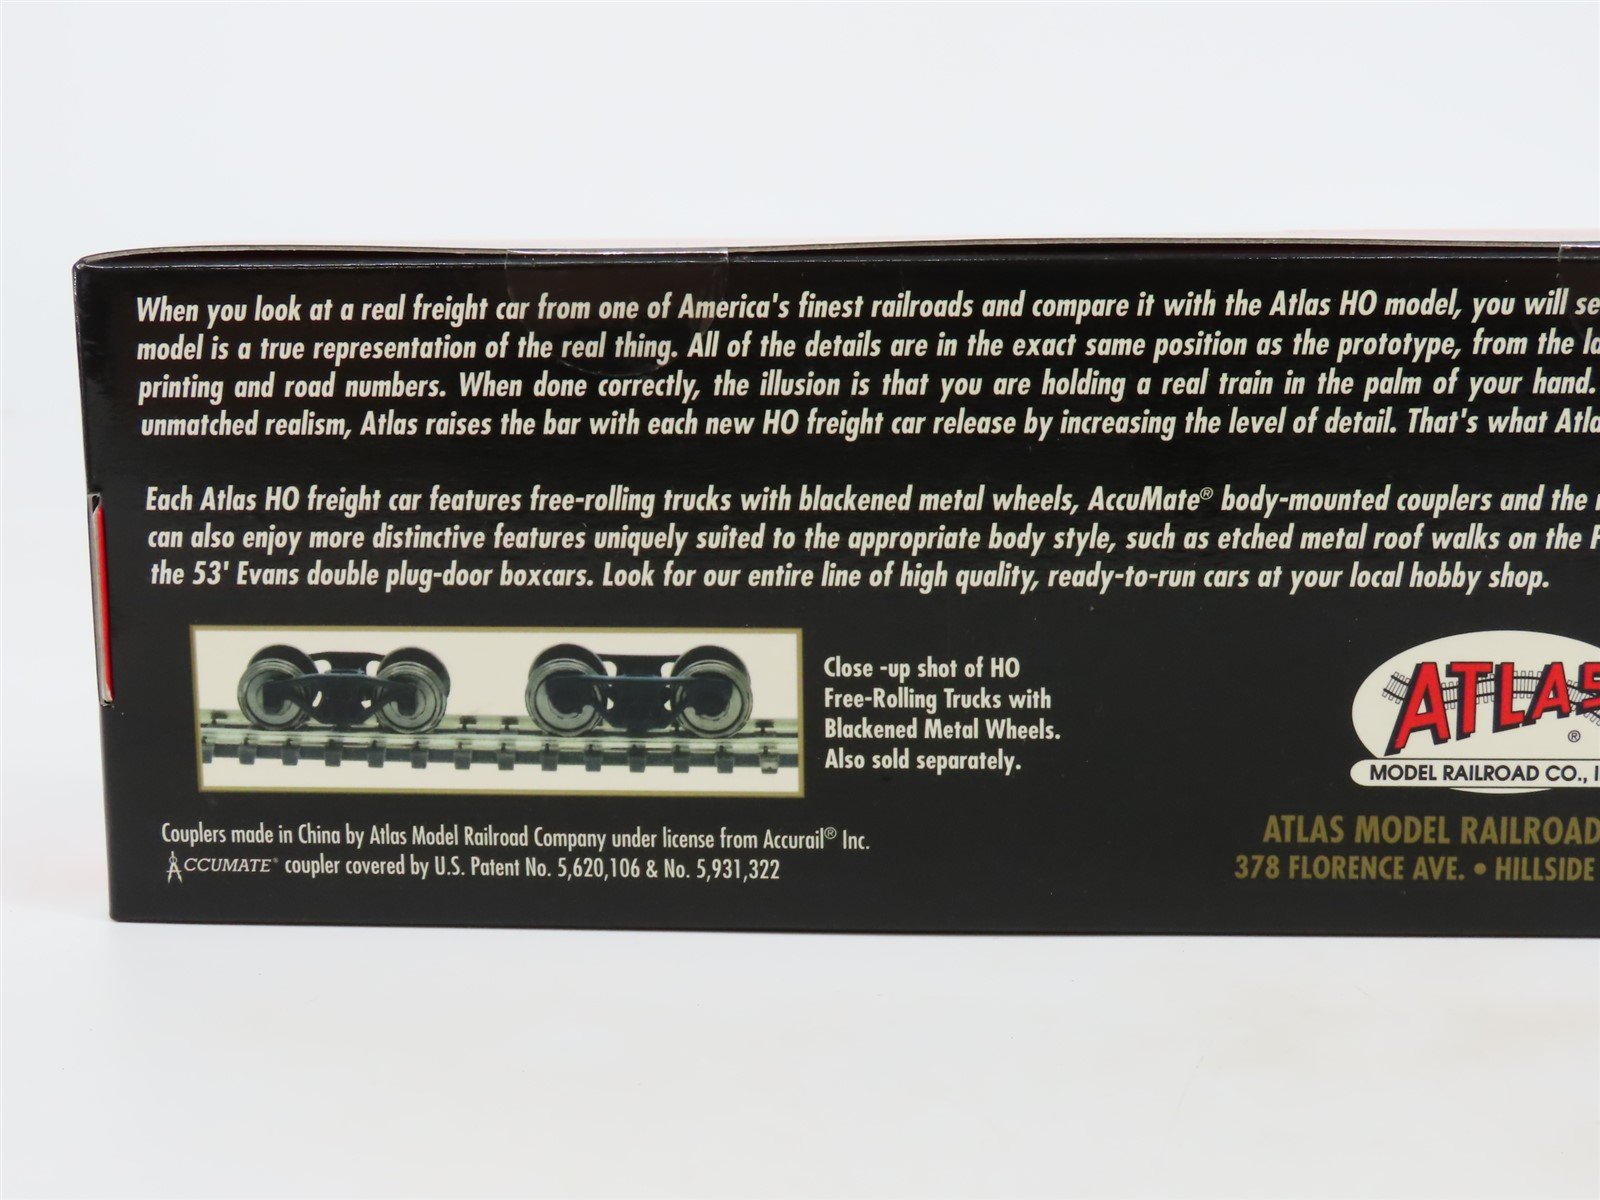 When you look at a real freight car from one of America's finest railroads and compare it with the Atlas HO model, you will
model is a true representation of the real thing. All of the details are in the exact same position as the prototype, from the
printing and road numbers. When done correctly, the illusion is that you are holding a real train in the palm of your hand.
unmatched realism, Atlas raises the bar with each new HO freight car release by increasing the level of detail. That's what
Each Atlas HO freight car features free-rolling trucks with blackened metal wheels, AccuMate® body-mounted couplers and the
can also enjoy more distinctive features uniquely suited to the appropriate body style, such as etched metal roof walks on the
the 53' Evans double plug-door boxcars. Look for our entire line of high quality, ready-to-run cars at your local hobby shop.
Close -up shot of HO
Free-Rolling Trucks with
Blackened Metal Wheels.
Also sold separately.
ATLAS
®
MODEL RAILROAD CO.,
Couplers made in China by Atlas Model Railroad Company under license from Accurail® Inc.
ACCUMATE® coupler covered by U.S. Patent No. 5,620,106 & No. 5,931,322
ATLAS MODEL RAILROAD
378 FLORENCE AVE. • HILLSIDE